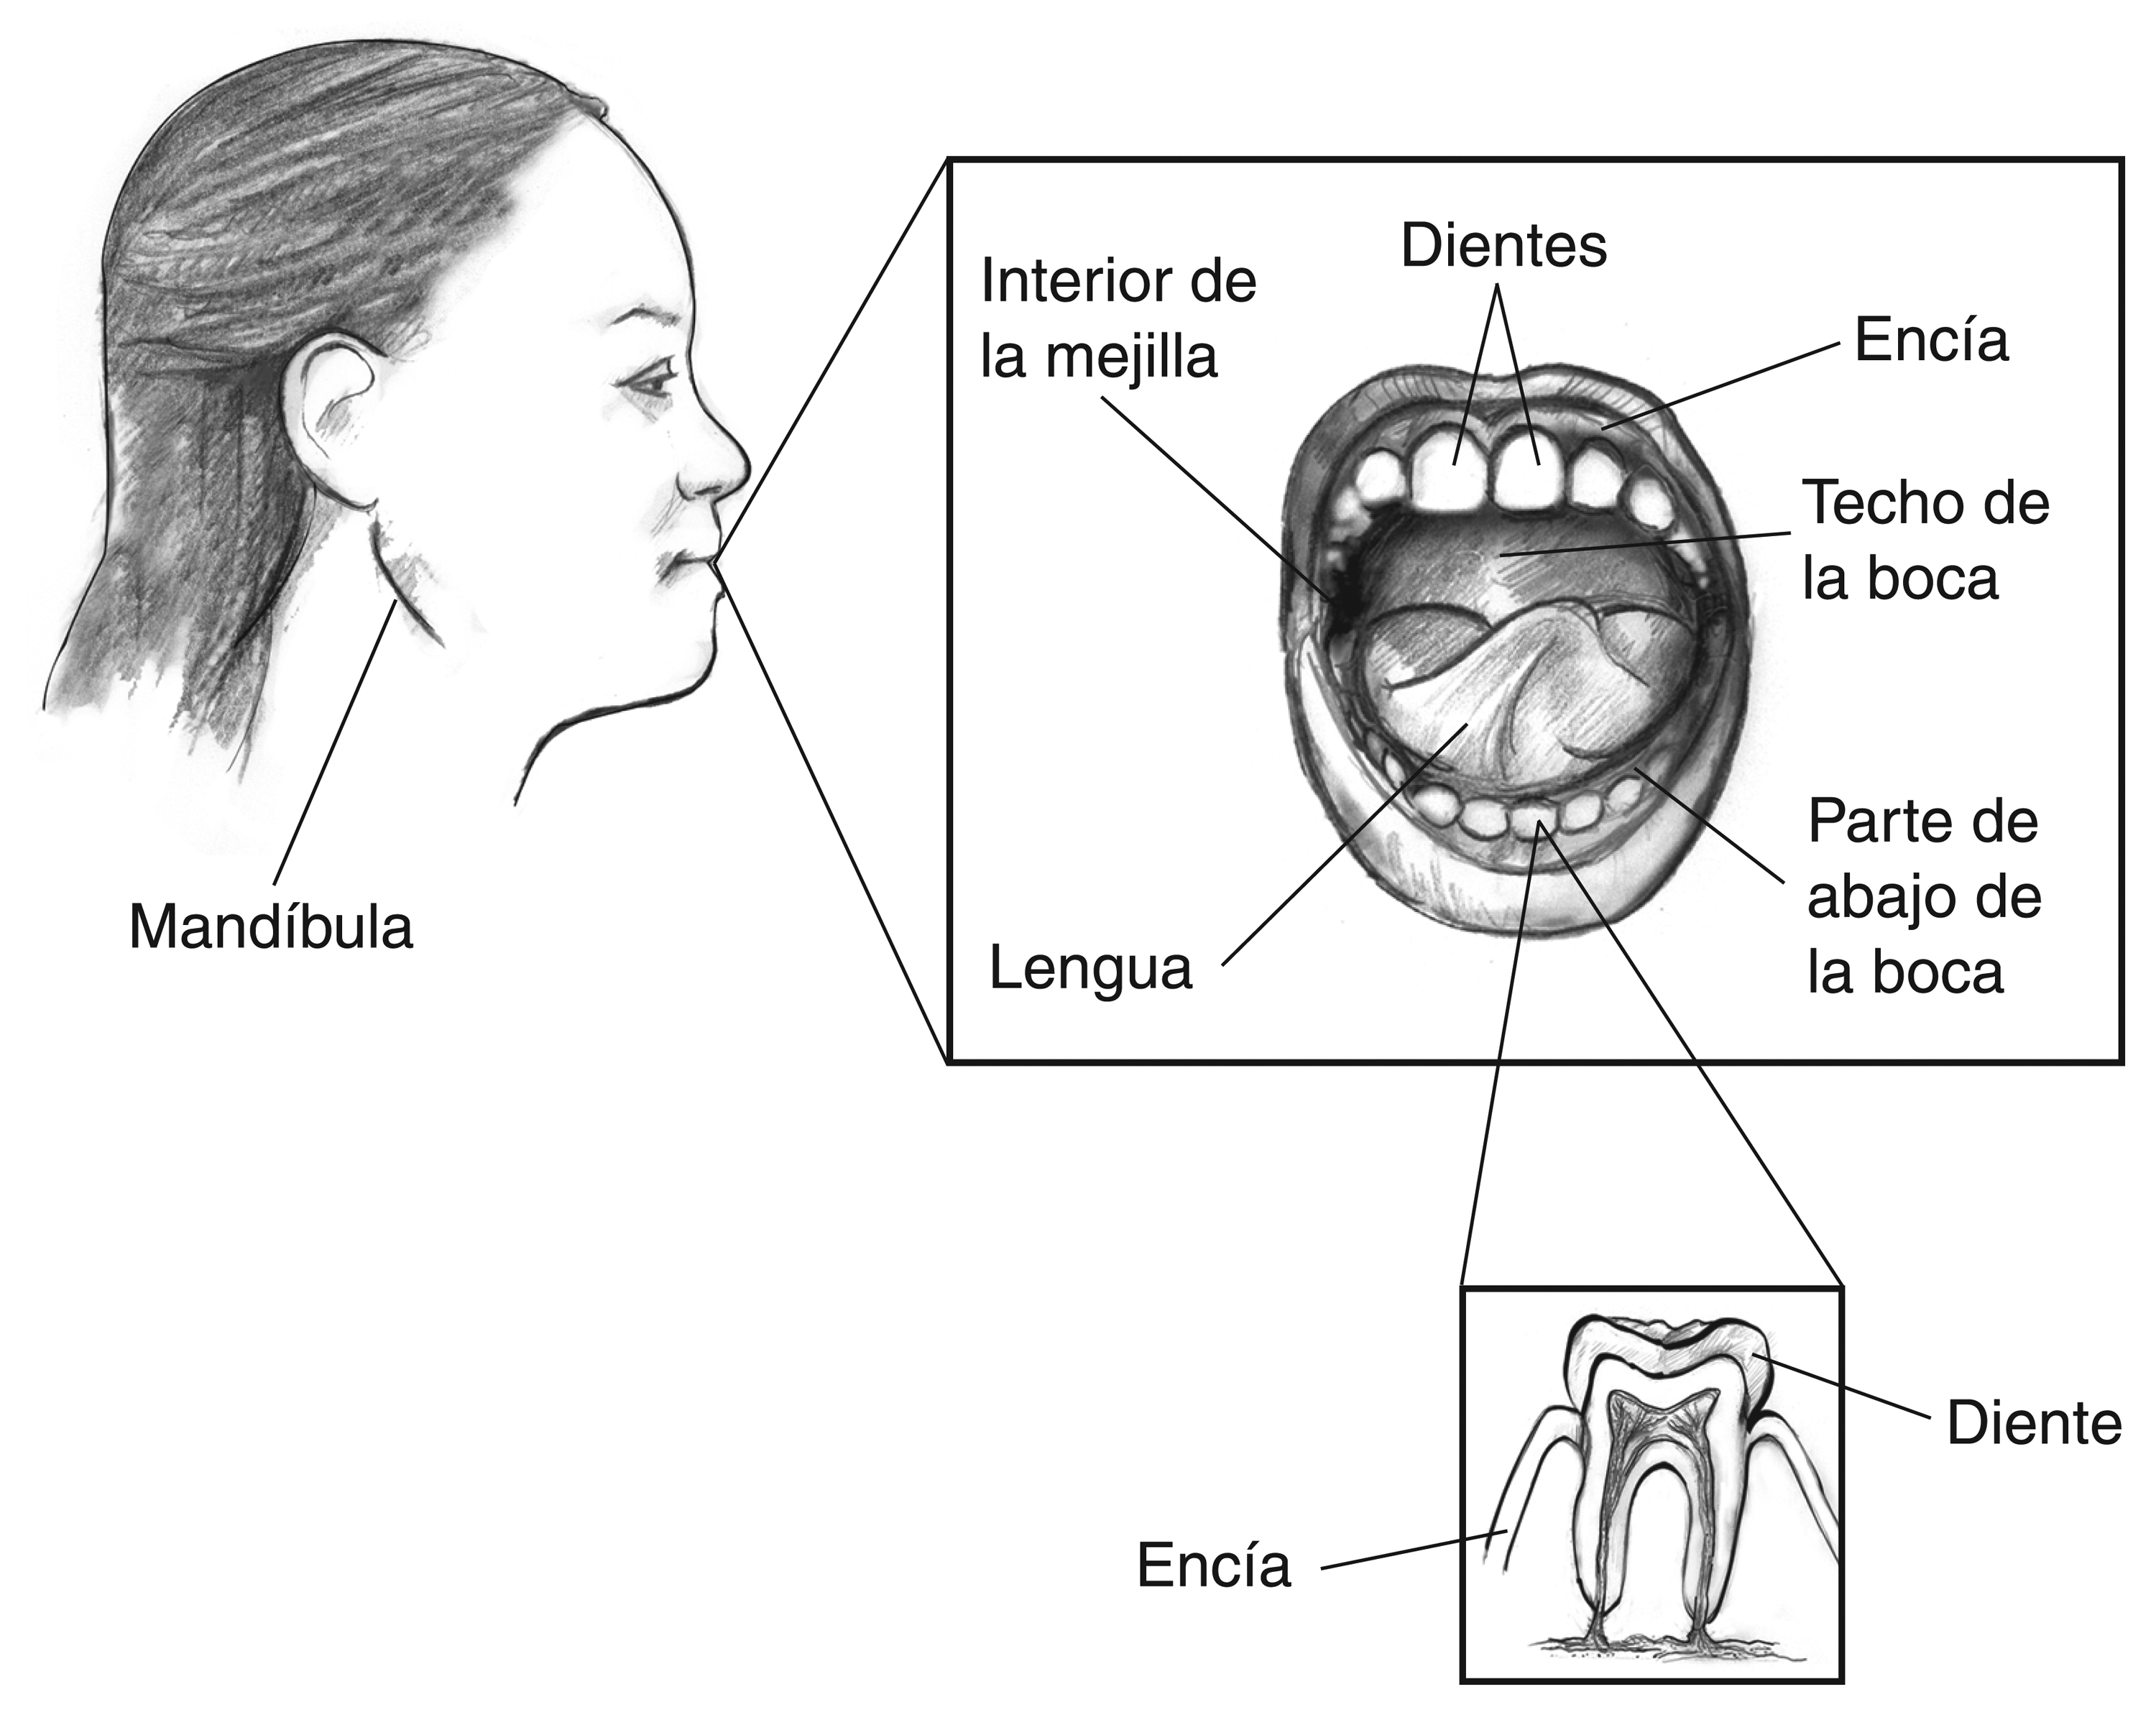 Mandíbula
Interior de
la mejilla
Dientes
Encía
Techo de
la boca
Lengua
Parte de
abajo de
la boca
Diente
Encía